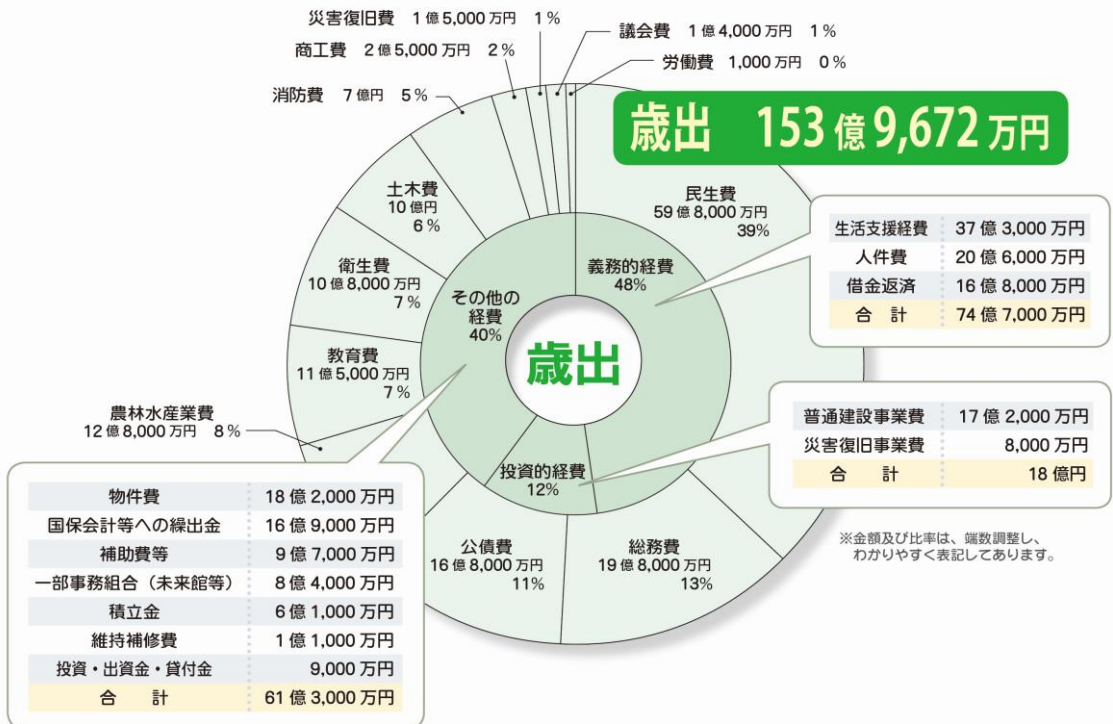 災害復旧費 1億5,000万円 1%
商工費 2億5,000万円 2%
消防費 7億円 5%
議会費 1億4,000万円 1%
労働費 1,000万円 0%
歳出 153億9,672万円
民生費
59億8,000万円
39%
土木費
10億円
6%
衛生費
10億8,000万円
7%
教育費
11億5,000万円
7%
農林水産業費
12億8,000万円 8%
公債費
16億8,000万円
11%
総務費
19億8,000万円
13%
義務的経費
48%
その他の
経費
40%
投資的経費
12%
歳出
生活支援経費 37億3,000万円
人件費 20億6,000万円
借金返済 16億8,000万円
合計 74億7,000万円
普通建設事業費 17億2,000万円
災害復旧事業費 8,000万円
合計 18億円
※金額及び比率は、端数調整し、
わかりやすく表記してあります。
物件費 18億2,000万円
国保会計等への繰出金 16億9,000万円
補助費等 9億7,000万円
一部事務組合（未来館等） 8億4,000万円
積立金 6億1,000万円
維持補修費 1億1,000万円
投資・出資金・貸付金 9,000万円
合計 61億3,000万円